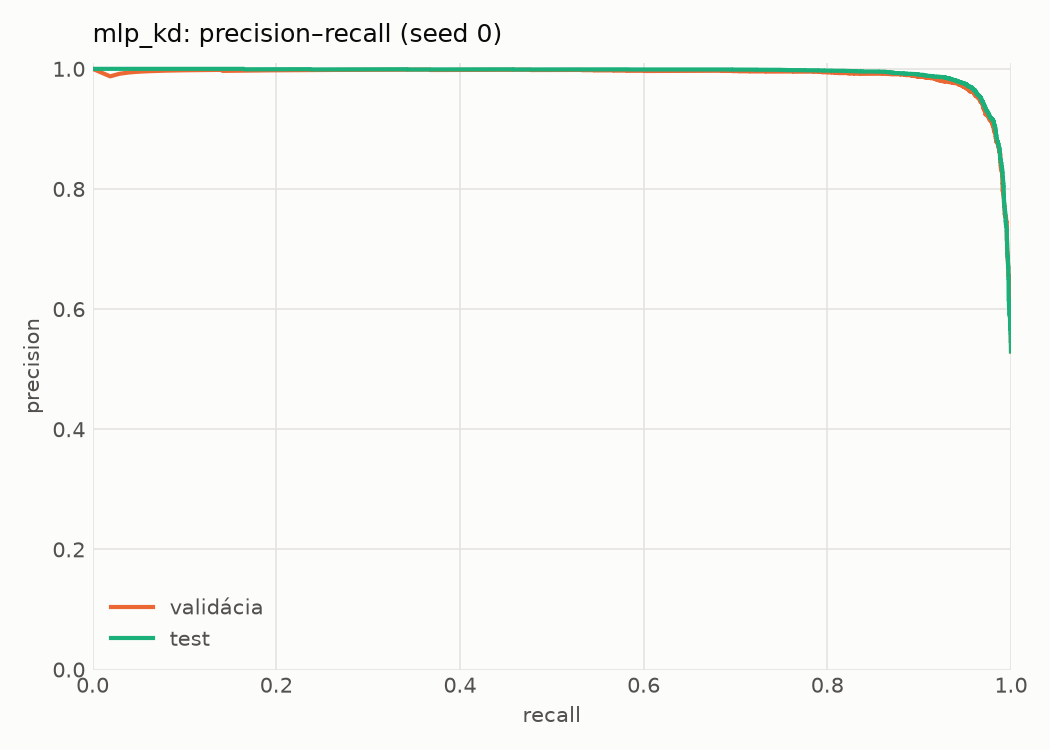 mlp_kd: precision–recall (seed 0)
1.0
0.8
0.6
0.4
0.2
0.0
precision
validácia
test
0.0 0.2 0.4 0.6 0.8 1.0
recall